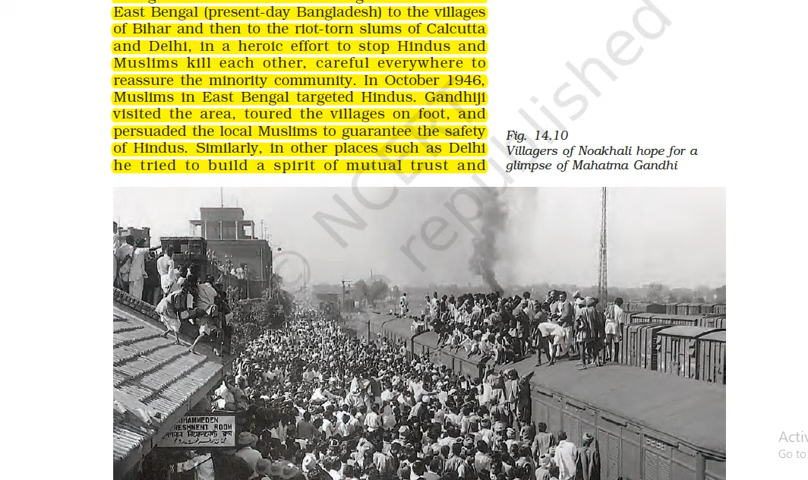 East Bengal (present-day Bangladesh) to the villages
of Bihar and then to the riot-torn slums of Calcutta
and Delhi, in a heroic effort to stop Hindus and
Muslims kill each other, careful everywhere to
reassure the minority community. In October 1946,
Muslims in East Bengal targeted Hindus. Gandhiji
visited the area, toured the villages on foot, and
persuaded the local Muslims to guarantee the safety
of Hindus. Similarly, in other places such as Delhi
he tried to build a spirit of mutual trust and
Fig. 14.10
Villagers of Noakhali hope for a
glimpse of Mahatma Gandhi
© NCERT
republished
ROOM
Activ
Go to